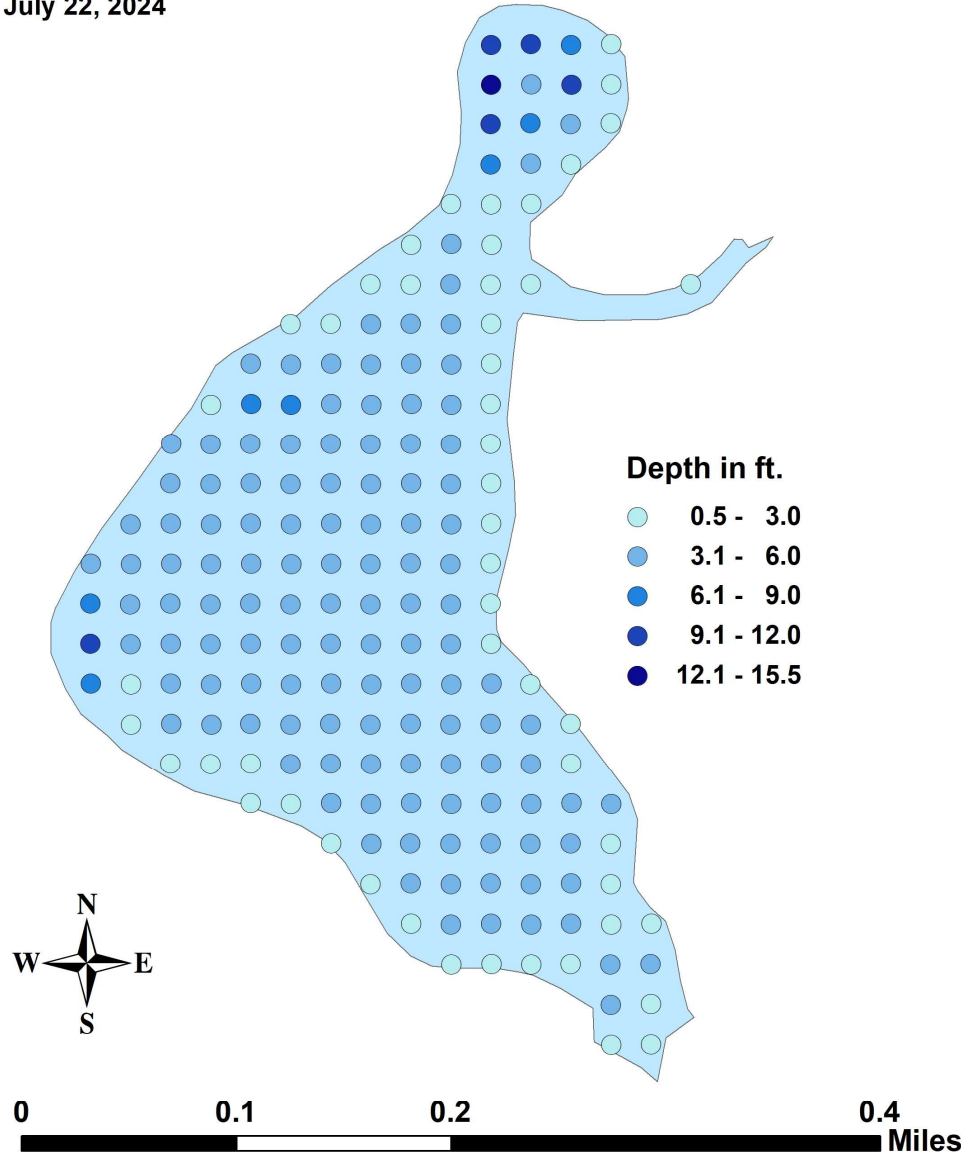 July 22, 2024
Depth in ft.
0.5 - 3.0
3.1 - 6.0
6.1 - 9.0
9.1 - 12.0
12.1 - 15.5
N
W E
S
0 0.1 0.2 0.4
Miles